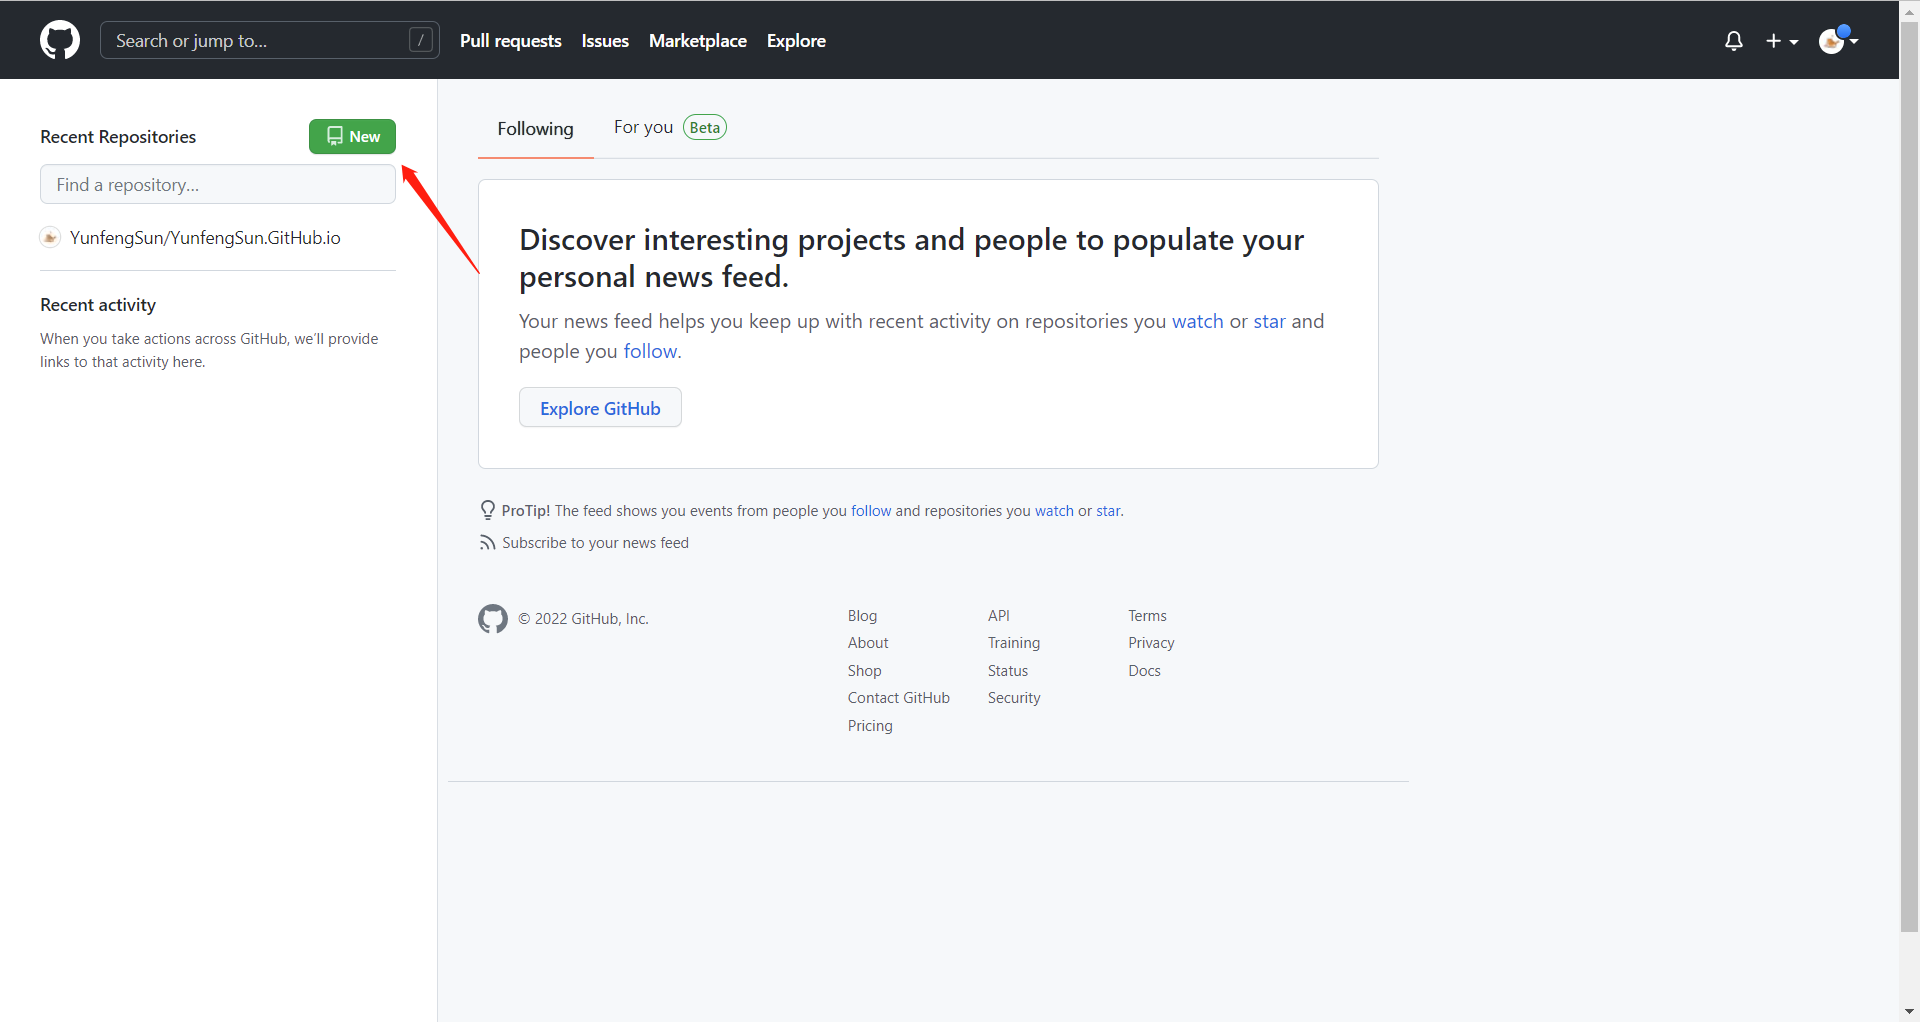 Search or jump to...
/
Pull requests
Issues
Marketplace
Explore
Recent Repositories
New
Find a repository...
YunfengSun/YunfengSun.GitHub.io
Recent activity
When you take actions across GitHub, we'll provide
links to that activity here.
Following
For you
Beta
Discover interesting projects and people to populate your
personal news feed.
Your news feed helps you keep up with recent activity on repositories you watch or star and
people you follow.
Explore GitHub
ProTip! The feed shows you events from people you follow and repositories you watch or star.
Subscribe to your news feed
© 2022 GitHub, Inc.
Blog
About
Shop
Contact GitHub
Pricing
API
Training
Status
Security
Terms
Privacy
Docs